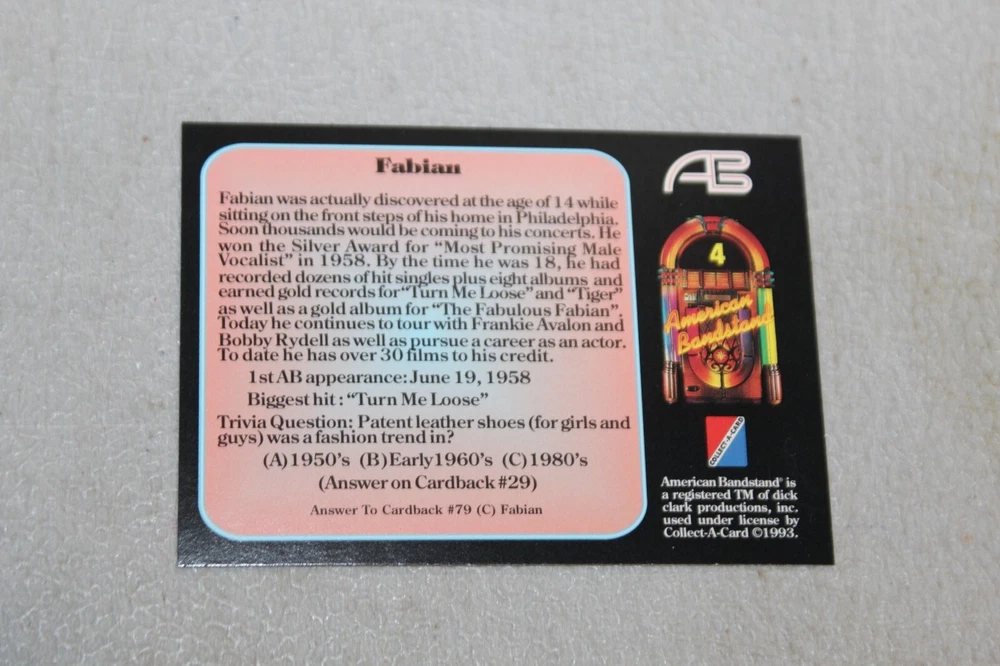 Fabian
Fabian was actually discovered at the age of 14 while
sitting on the front steps of his home in Philadelphia.
Soon thousands would be coming to his concerts. He
won the Silver Award for “Most Promising Male
Vocalist” in 1958. By the time he was 18, he had
recorded dozens of hit singles plus eight albums and
earned gold records for “Turn Me Loose” and “Tiger”
as well as a gold album for “The Fabulous Fabian”.
Today he continues to tour with Frankie Avalon and
Bobby Rydell as well as pursue a career as an actor.
To date he has over 30 films to his credit.
1st AB appearance: June 19, 1958
Biggest hit : “Turn Me Loose”
Trivia Question: Patent leather shoes (for girls and
guys) was a fashion trend in?
(A) 1950’s (B) Early 1960’s (C) 1980’s
(Answer on Cardback #29)
Answer To Cardback #79 (C) Fabian
AB
4
American
Bandstand
COLLECT-A-CARD
American Bandstand® is
a registered TM of dick
clark productions, inc.
used under license by
Collect-A-Card ©1993.